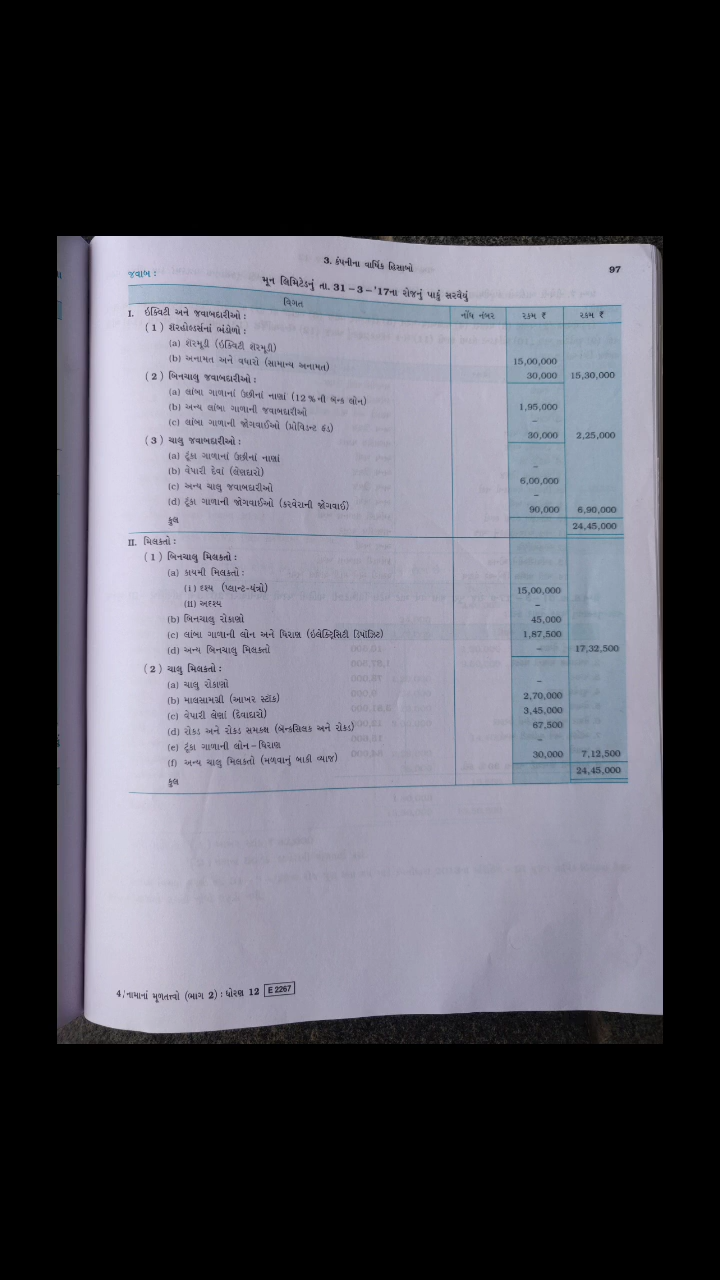 3. કંપનીના વાર્ષિક હિસાબો 97
જવાબ :
મૂન લિમિટેડનું તા. 31 – 3 – '17ના રોજનું પાકું સરવૈયું
વિગત નોંધ નંબર રકમ ₹ રકમ ₹
I. ઇક્વિટી અને જવાબદારીઓ :
(1) શૅરહોલ્ડર્સનાં ભંડોળો :
(a) શૅરમૂડી (ઇક્વિટી શૅરમૂડી) 15,00,000
(b) અનામત અને વધારો (સામાન્ય અનામત) 30,000 15,30,000
(2) બિનચાલુ જવાબદારીઓ :
(a) લાંબા ગાળાનાં ઉછીનાં નાણાં (12 %ની બૅન્ક લોન) 1,95,000
(b) અન્ય લાંબા ગાળાની જવાબદારીઓ –
(c) લાંબા ગાળાની જોગવાઈઓ (પ્રોવિડન્ટ ફંડ) 30,000 2,25,000
(3) ચાલુ જવાબદારીઓ :
(a) ટૂંકા ગાળાનાં ઉછીનાં નાણાં –
(b) વેપારી દેવાં (લેણદારો) 6,00,000
(c) અન્ય ચાલુ જવાબદારીઓ –
(d) ટૂંકા ગાળાની જોગવાઈઓ (કરવેરાની જોગવાઈ) 90,000 6,90,000
કુલ 24,45,000
II. મિલકતો :
(1) બિનચાલુ મિલકતો :
(a) કાયમી મિલકતો :
(i) દૃશ્ય (પ્લાન્ટ-યંત્રો) 15,00,000
(ii) અદૃશ્ય –
(b) બિનચાલુ રોકાણો 45,000
(c) લાંબા ગાળાની લોન અને ધિરાણ (ઇલેક્ટ્રિસિટી ડિપૉઝિટ) 1,87,500
(d) અન્ય બિનચાલુ મિલકતો – 17,32,500
(2) ચાલુ મિલકતો :
(a) ચાલુ રોકાણો –
(b) માલસામગ્રી (આખર સ્ટૉક) 2,70,000
(c) વેપારી લેણાં (દેવાદારો) 3,45,000
(d) રોકડ અને રોકડ સમકક્ષ (બૅન્કસિલક અને રોકડ) 67,500
(e) ટૂંકા ગાળાની લોન – ધિરાણ –
(f) અન્ય ચાલુ મિલકતો (મળવાનું બાકી વ્યાજ) 30,000 7,12,500
કુલ 24,45,000
4/નામાનાં મૂળતત્ત્વો (ભાગ 2) : ધોરણ 12 E 2267